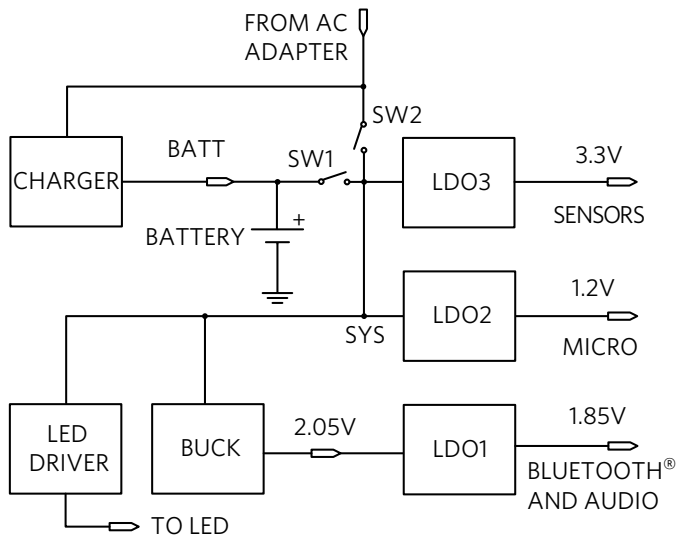 FROM AC
ADAPTER
SW2
BATT
SW1
3.3V
CHARGER
LDO3
SENSORS
+
BATTERY
1.2V
LDO2
SYS
MICRO
1.85V
2.05V
LED
DRIVER
BUCK
LDO1
BLUETOOTH®
AND AUDIO
TO LED